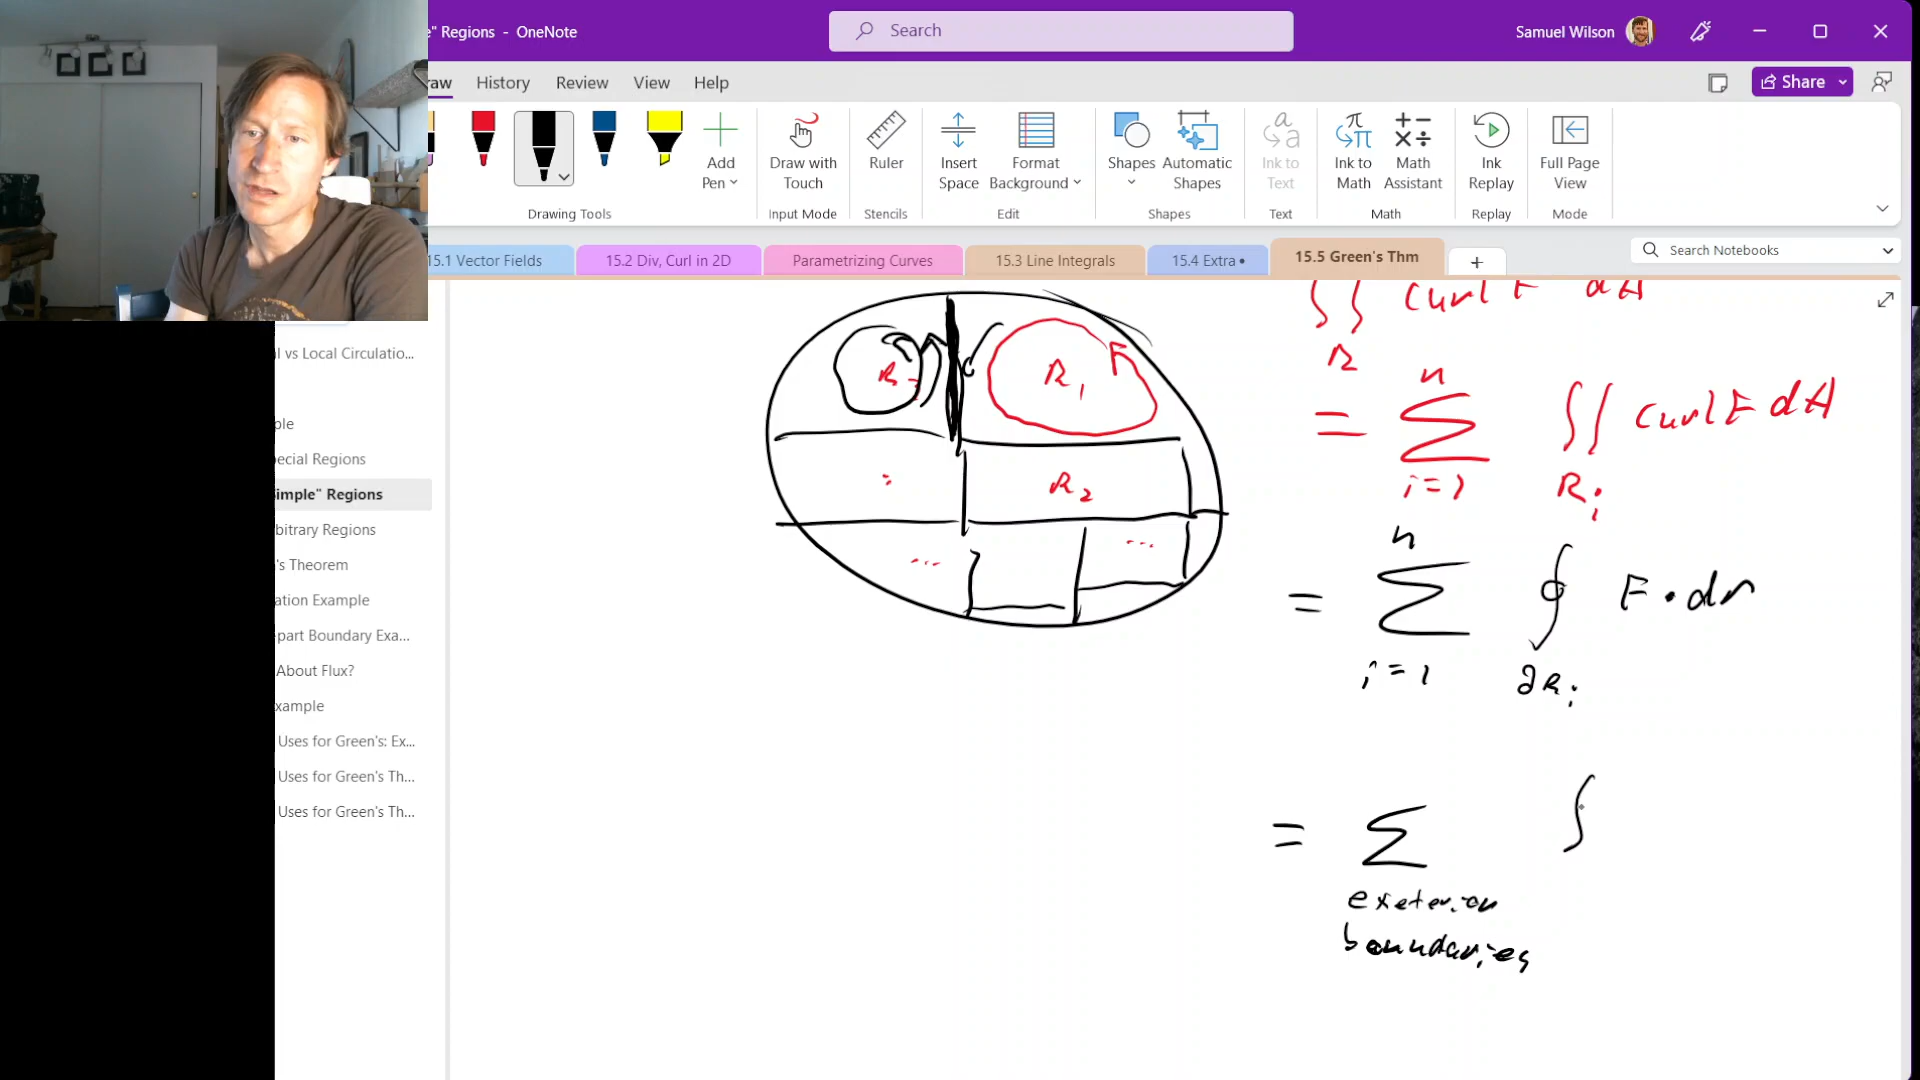 e" Regions - OneNote
Search
Samuel Wilson
aw History Review View Help
Share
Add Pen
Draw with Touch
Ruler
Insert Space
Format Background
Shapes
Automatic Shapes
Ink to Text
Ink to Math
Math Assistant
Ink Replay
Full Page View
Drawing Tools
Input Mode
Stencils
Edit
Shapes
Text
Math
Replay
Mode
15.1 Vector Fields
15.2 Div, Curl in 2D
Parametrizing Curves
15.3 Line Integrals
15.4 Extra •
15.5 Green's Thm
+
Search Notebooks
l vs Local Circulatio...
ple
ecial Regions
Simple" Regions
rbitrary Regions
's Theorem
ation Example
part Boundary Exa...
About Flux?
xample
Uses for Green's: Ex...
Uses for Green's Th...
Uses for Green's Th...
R₁
:
R₂
...
...
∬ curl F dA
R
= n ∑ i=1 ∬ Rᵢ curl F dA
= n ∑ i=1 ∮ ∂Rᵢ F • dr
= ∑ ∫
exeterior
boundaries